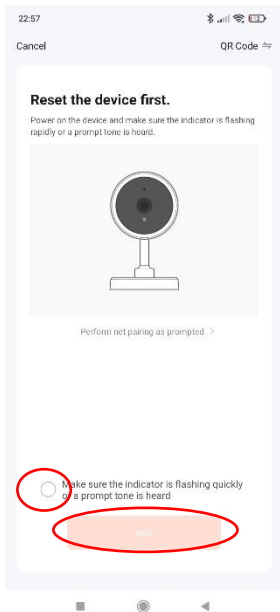 22:57
Cancel
QR Code
Reset the device first.
Power on the device and make sure the indicator is flashing
rapidly or a prompt tone is heard.
Perform net pairing as prompted. >
Make sure the indicator is flashing quickly
or a prompt tone is heard
Next